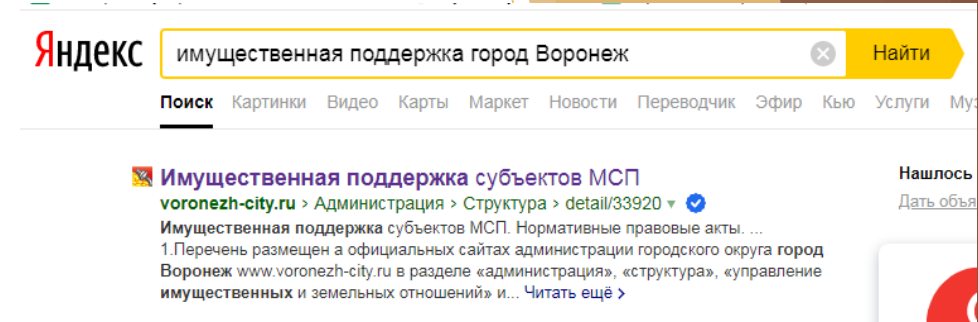 Яндекс
имущественная поддержка город Воронеж
Найти
Поиск Картинки Видео Карты Маркет Новости Переводчик Эфир Кью Услуги
Имущественная поддержка субъектов МСП
voronezh-city.ru › Администрация › Структура › detail/33920
Имущественная поддержка субъектов МСП. Нормативные правовые акты. ...
1.Перечень размещен а официальных сайтах администрации городского округа город
Воронеж www.voronezh-city.ru в разделе «администрация», «структура», «управление
имущественных и земельных отношений» и... Читать ещё ›
Нашлось
Дать объя